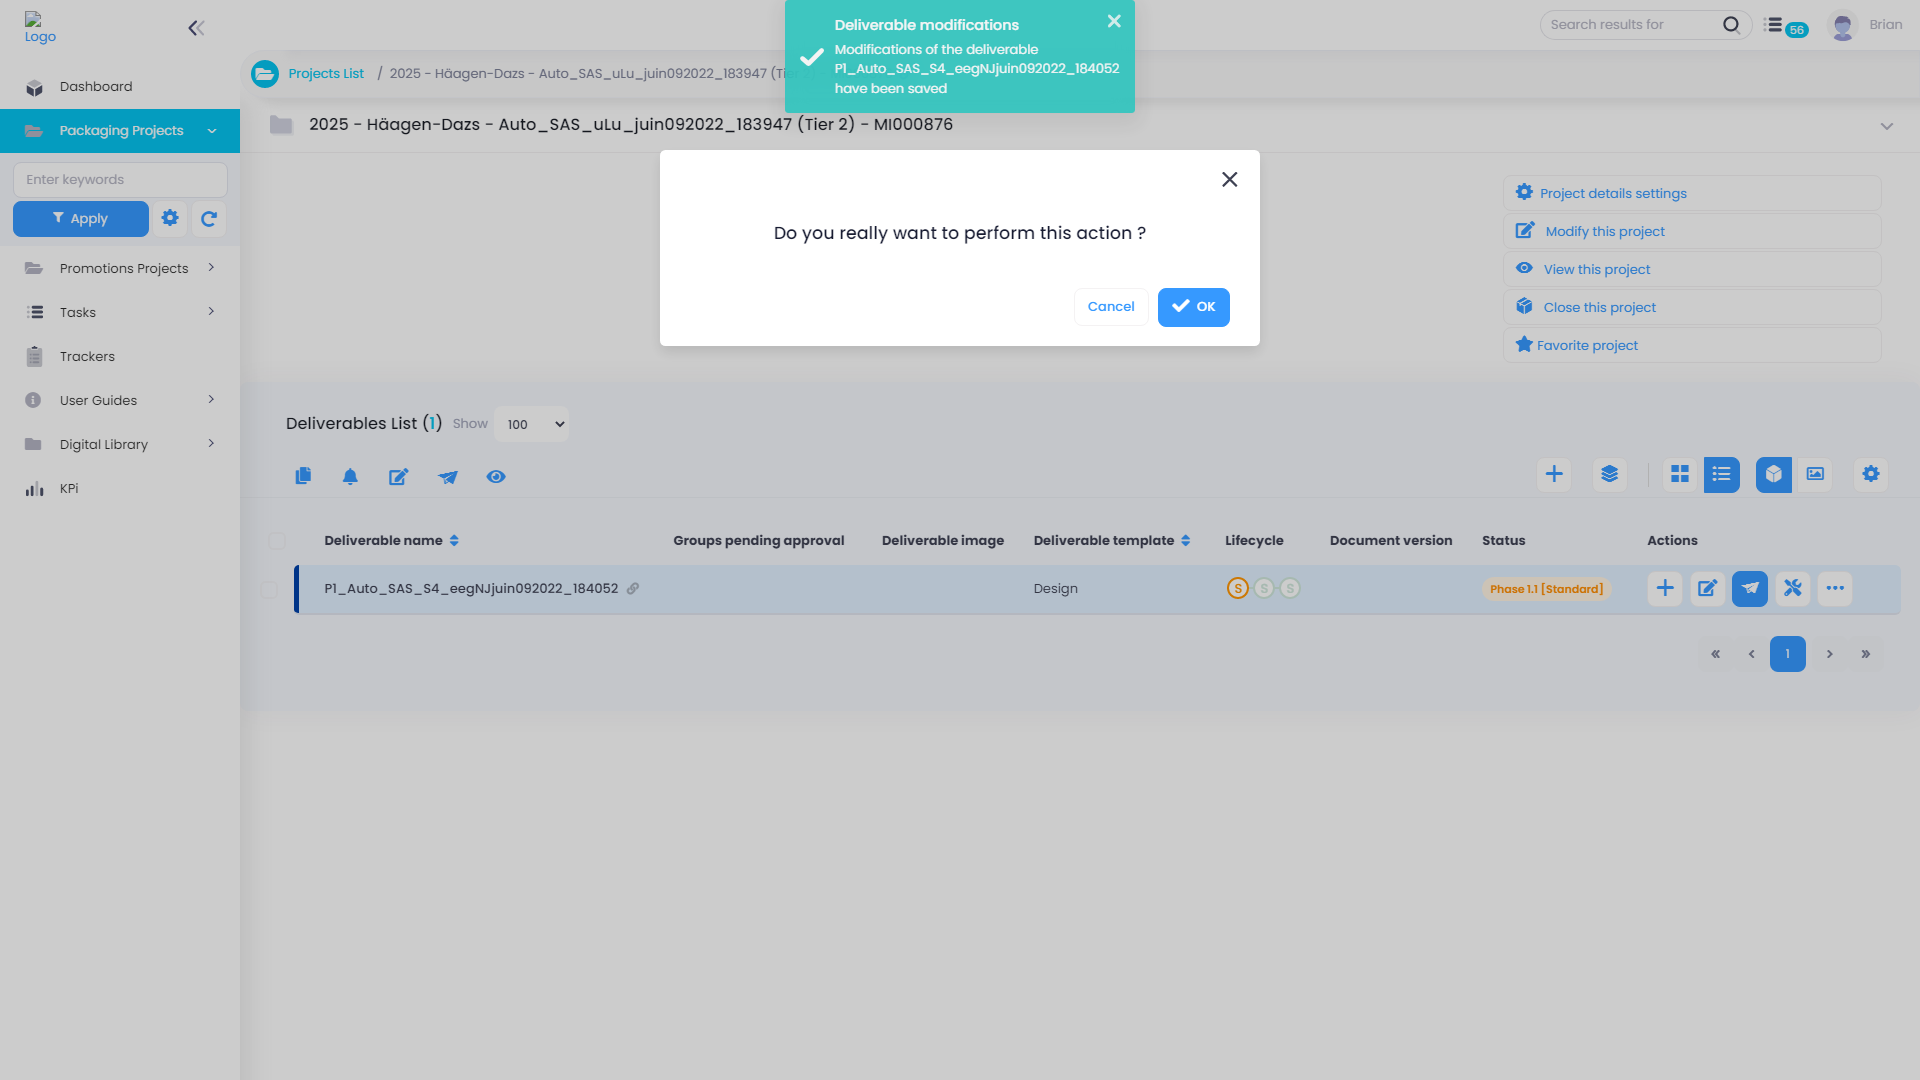 Logo
Dashboard
Packaging Projects
Enter keywords
Apply
Promotions Projects
Tasks
Trackers
User Guides
Digital Library
KPi
Projects List / 2025 - Häagen-Dazs - Auto_SAS_uLu_juin092022_183947 (Tie
Deliverable modifications
Modifications of the deliverable
P1_Auto_SAS_S4_eegNJjuin092022_184052
have been saved
Search results for
56
Brian
2025 - Häagen-Dazs - Auto_SAS_uLu_juin092022_183947 (Tier 2) - MI000876
Do you really want to perform this action ?
Cancel
OK
Project details settings
Modify this project
View this project
Close this project
Favorite project
Deliverables List (1) Show 100
Deliverable name Groups pending approval Deliverable image Deliverable template Lifecycle Document version Status Actions
P1_Auto_SAS_S4_eegNJjuin092022_184052 Design S S S Phase 1.1 [Standard]
« ‹ 1 › »